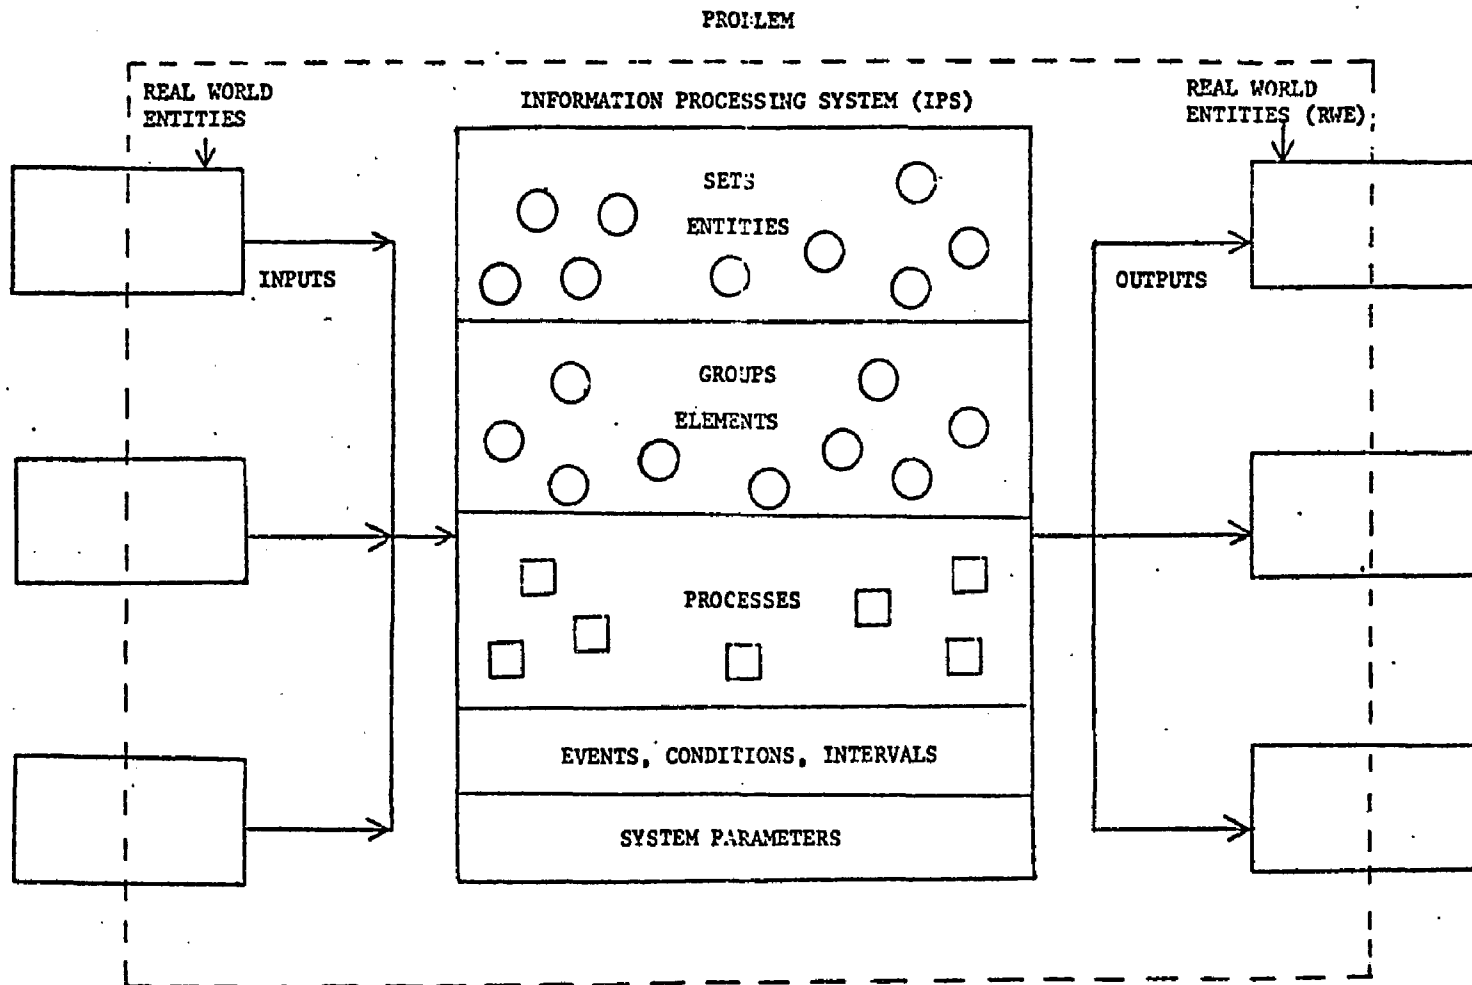 PROBLEM
REAL WORLD
ENTITIES
INFORMATION PROCESSING SYSTEM (IPS)
REAL WORLD
ENTITIES (RWE)
SETS
ENTITIES
INPUTS
OUTPUTS
GROUPS
ELEMENTS
PROCESSES
EVENTS, CONDITIONS, INTERVALS
SYSTEM PARAMETERS